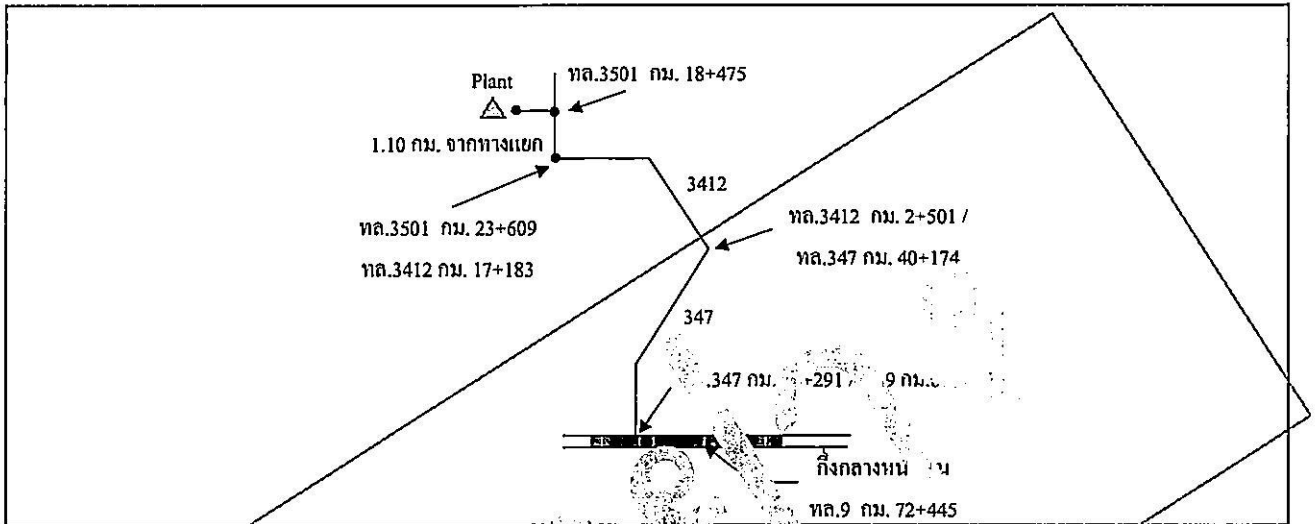 Plant
ทล.3501 กม. 18+475
1.10 กม. จากทางแยก
3412
ทล.3501 กม. 23+609
ทล.3412 กม. 17+183
ทล.3412 กม. 2+501 /
ทล.347 กม. 40+174
347
.347 กม. +291 9 กม.
กึ่งกลาง
ทล.9 กม. 72+445